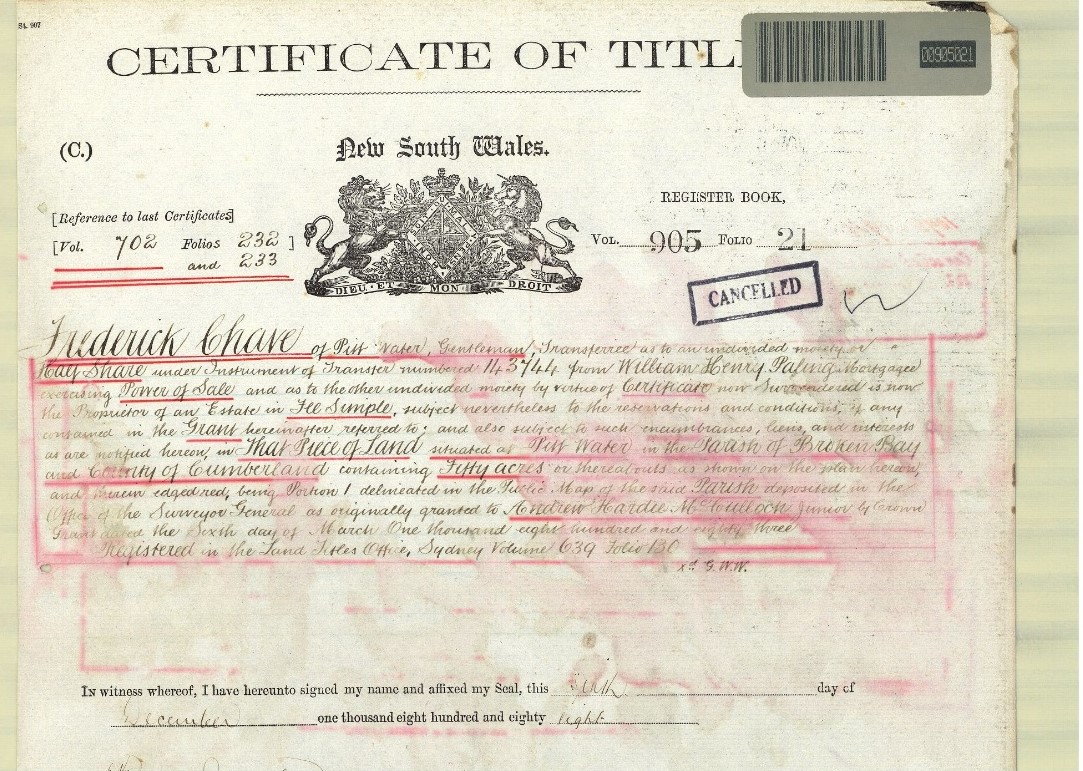 S4. 907
CERTIFICATE OF TITL
00905021
(C.)
New South Wales.
[Reference to last Certificates]
[Vol. 702 Folios 232 ]
and 233
REGISTER BOOK,
VOL. 905 FOLIO 21
DIEU · ET MON DROIT
CANCELLED
Frederick Chave of Pitt Water, Gentleman, Transferree as to an undivided moiety or
Half Share under Instrument of Transfer numbered 143744 from William Henry Paling Mortgagee
exercising Power of Sale and as to the other undivided moiety by virtue of Certificate now Surrendered is now
the Proprietor of an Estate in Fee Simple, subject nevertheless to the reservations and conditions, if any
contained in the Grant hereinafter referred to; and also subject to such incumbrances, liens, and interests
as are notified hereon, in That Piece of Land situated at Pitt Water in the Parish of Broken Bay
and County of Cumberland containing Fifty acres or thereabouts as shown on the plan hereon,
and therein edged red, being Portion 1 delineated in the Public Map of the said Parish deposited in the
Office of the Surveyor General as originally granted to Andrew Hardie McCulloch junior by Crown
Grant dated the Sixth day of March One thousand eight hundred and eighty three
Registered in the Land Titles Office, Sydney Volume 639 Folio 130
xd G.W.W.
IN witness whereof, I have hereunto signed my name and affixed my Seal, this day of
December one thousand eight hundred and eighty eight